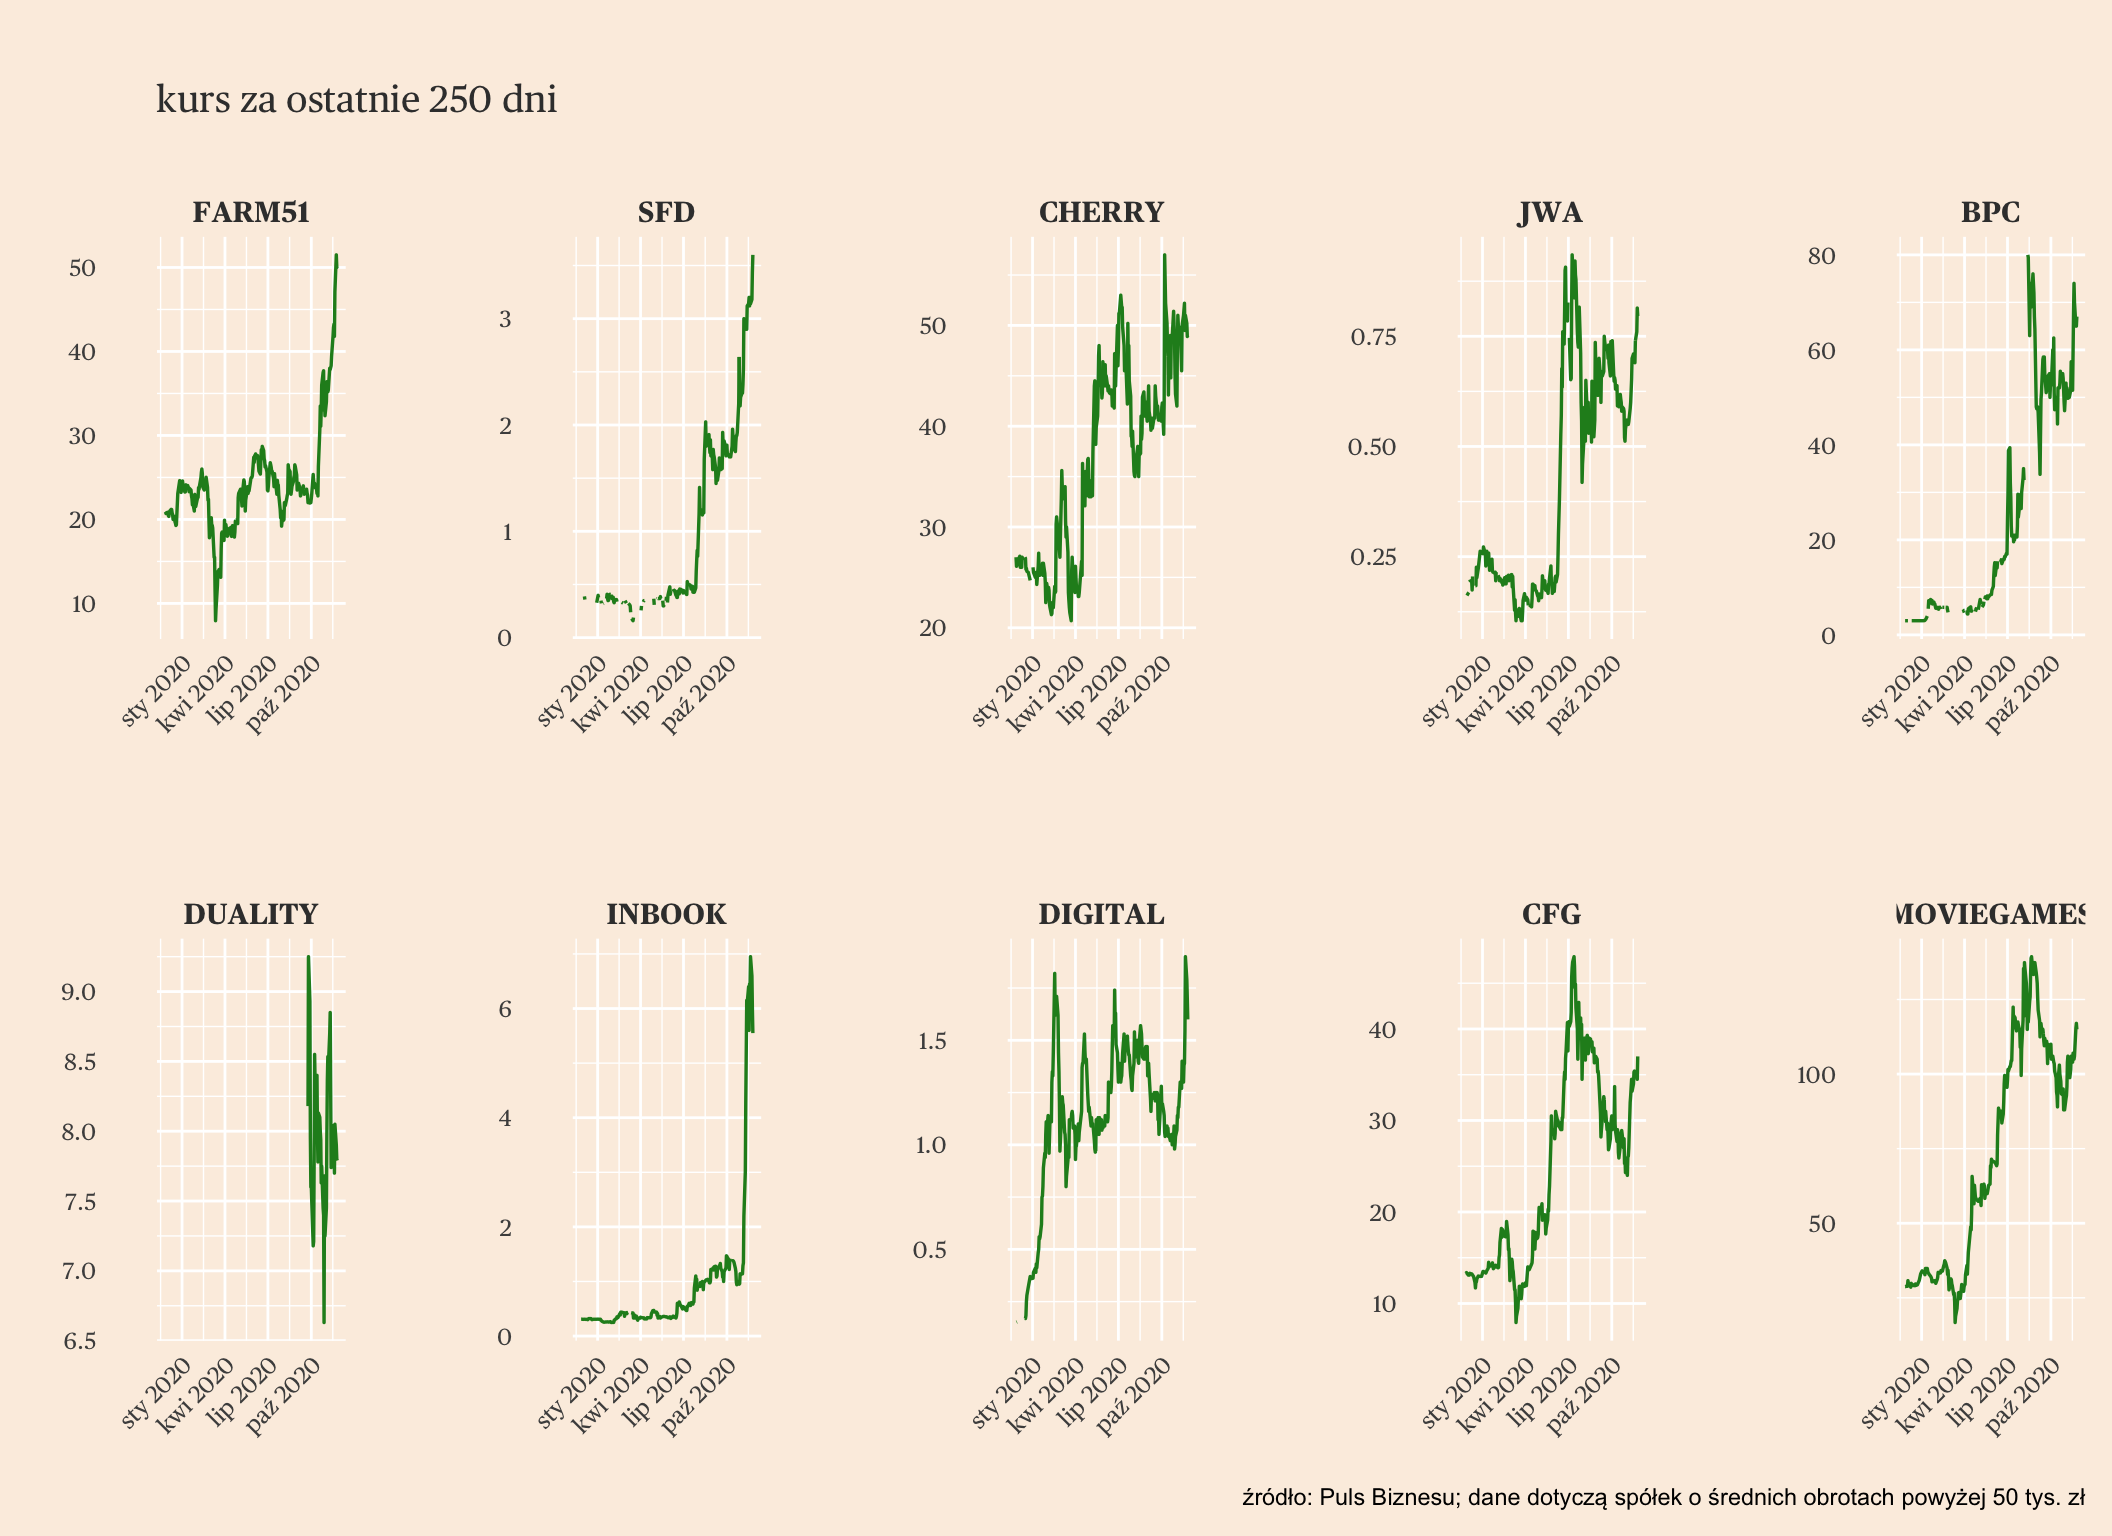 kurs za ostatnie 250 dni
FARM51
50
40
30
20
10
sty 2020
kwi 2020
lip 2020
paź 2020
SFD
3
2
1
0
sty 2020
kwi 2020
lip 2020
paź 2020
CHERRY
50
40
30
20
sty 2020
kwi 2020
lip 2020
paź 2020
JWA
0.75
0.50
0.25
sty 2020
kwi 2020
lip 2020
paź 2020
BPC
80
60
40
20
0
sty 2020
kwi 2020
lip 2020
paź 2020
DUALITY
9.0
8.5
8.0
7.5
7.0
6.5
sty 2020
kwi 2020
lip 2020
paź 2020
INBOOK
6
4
2
0
sty 2020
kwi 2020
lip 2020
paź 2020
DIGITAL
1.5
1.0
0.5
sty 2020
kwi 2020
lip 2020
paź 2020
CFG
40
30
20
10
sty 2020
kwi 2020
lip 2020
paź 2020
MOVIEGAMES
100
50
sty 2020
kwi 2020
lip 2020
paź 2020
źródło: Puls Biznesu; dane dotyczą spółek o średnich obrotach powyżej 50 tys. zł